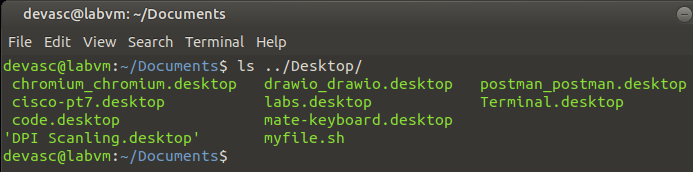 devasc@labvm: ~/Documents
File Edit View Search Terminal Help
devasc@labvm:~/Documents$ ls ../Desktop/
chromium_chromium.desktop drawio_drawio.desktop postman_postman.desktop
cisco-pt7.desktop labs.desktop Terminal.desktop
code.desktop mate-keyboard.desktop
'DPI Scanling.desktop' myfile.sh
devasc@labvm:~/Documents$